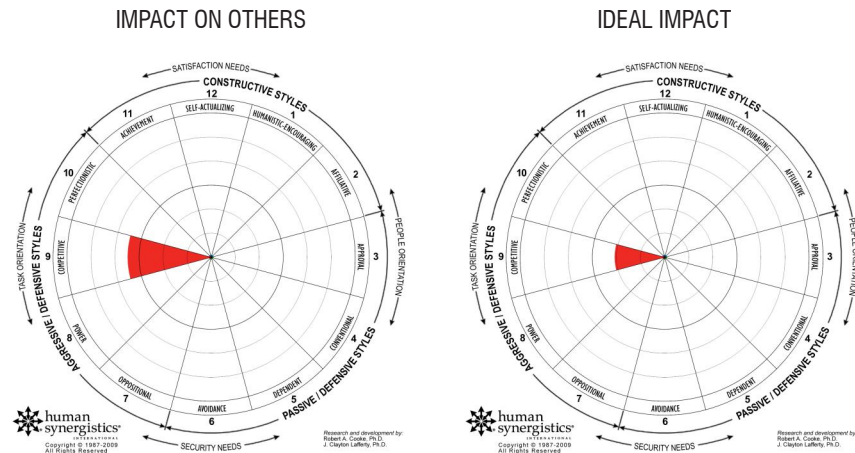 IMPACT ON OTHERS
SATISFACTION NEEDS
CONSTRUCTIVE STYLES
12
SELF-ACTUALIZING
1
HUMANISTIC-ENCOURAGING
2
AFFILIATIVE
PEOPLE ORIENTATION
3
APPROVAL
4
CONVENTIONAL
PASSIVE / DEFENSIVE STYLES
5
DEPENDENT
6
AVOIDANCE
SECURITY NEEDS
7
OPPOSITIONAL
8
POWER
AGGRESSIVE / DEFENSIVE STYLES
TASK ORIENTATION
9
COMPETITIVE
10
PERFECTIONISTIC
11
ACHIEVEMENT
human
synergistics®
INTERNATIONAL
Copyright © 1987-2009
All Rights Reserved
Research and development by:
Robert A. Cooke, Ph.D.
J. Clayton Lafferty, Ph.D.
IDEAL IMPACT
SATISFACTION NEEDS
CONSTRUCTIVE STYLES
12
SELF-ACTUALIZING
1
HUMANISTIC-ENCOURAGING
2
AFFILIATIVE
PEOPLE ORIENTATION
3
APPROVAL
4
CONVENTIONAL
PASSIVE / DEFENSIVE STYLES
5
DEPENDENT
6
AVOIDANCE
SECURITY NEEDS
7
OPPOSITIONAL
8
POWER
AGGRESSIVE / DEFENSIVE STYLES
TASK ORIENTATION
9
COMPETITIVE
10
PERFECTIONISTIC
11
ACHIEVEMENT
human
synergistics®
INTERNATIONAL
Copyright © 1987-2009
All Rights Reserved
Research and development by:
Robert A. Cooke, Ph.D.
J. Clayton Lafferty, Ph.D.